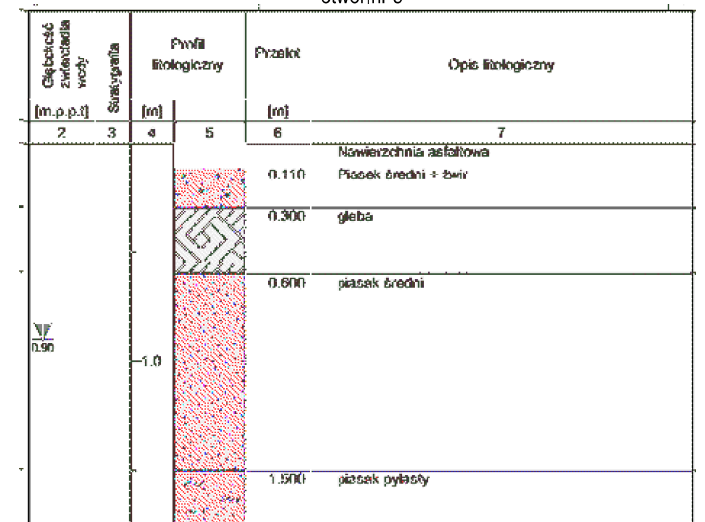 Głębokość zwierciadła wody
[m.p.p.t]
Stratygrafia
Profil litologiczny
[m]
Przelot
[m]
Opis litologiczny
2 3 4 5 6 7
Nawierzchnia asfaltowa
0.110 Piasek średni + żwir
0.300 gleba
0.600 piasek średni
0.90
1.0
1.500 piasek pylasty